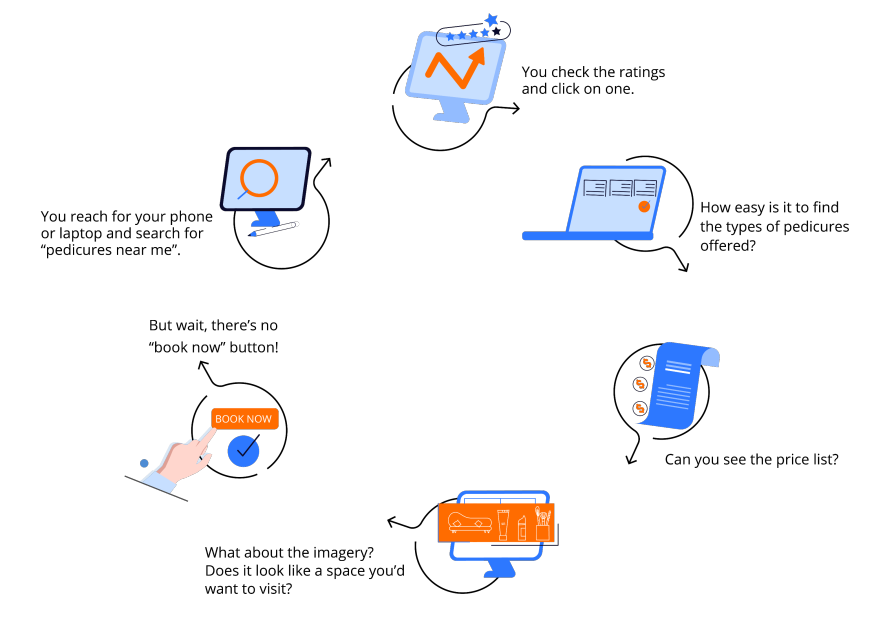 You reach for your phone
or laptop and search for
“pedicures near me”.
You check the ratings
and click on one.
How easy is it to find
the types of pedicures
offered?
Can you see the price list?
What about the imagery?
Does it look like a space you’d
want to visit?
But wait, there’s no
“book now” button!
BOOK NOW